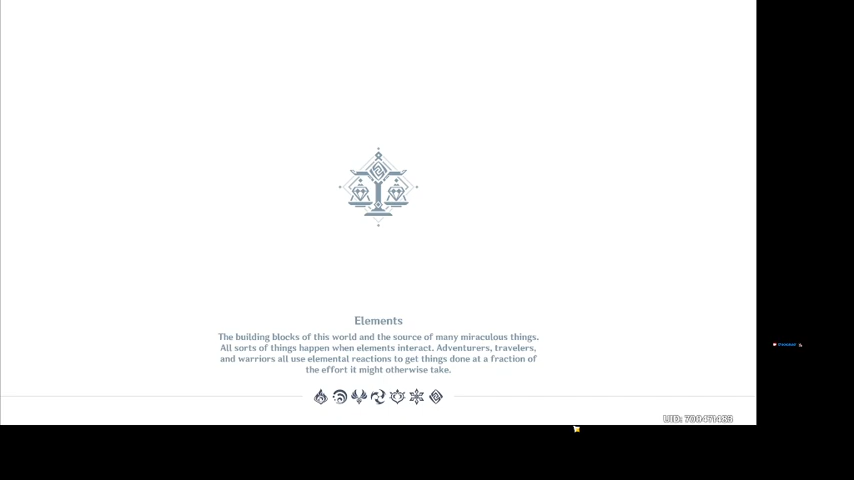 Elements
The building blocks of this world and the source of many miraculous things.
All sorts of things happen when elements interact. Adventurers, travelers,
and warriors all use elemental reactions to get things done at a fraction of
the effort it might otherwise take.
UID: 708471483